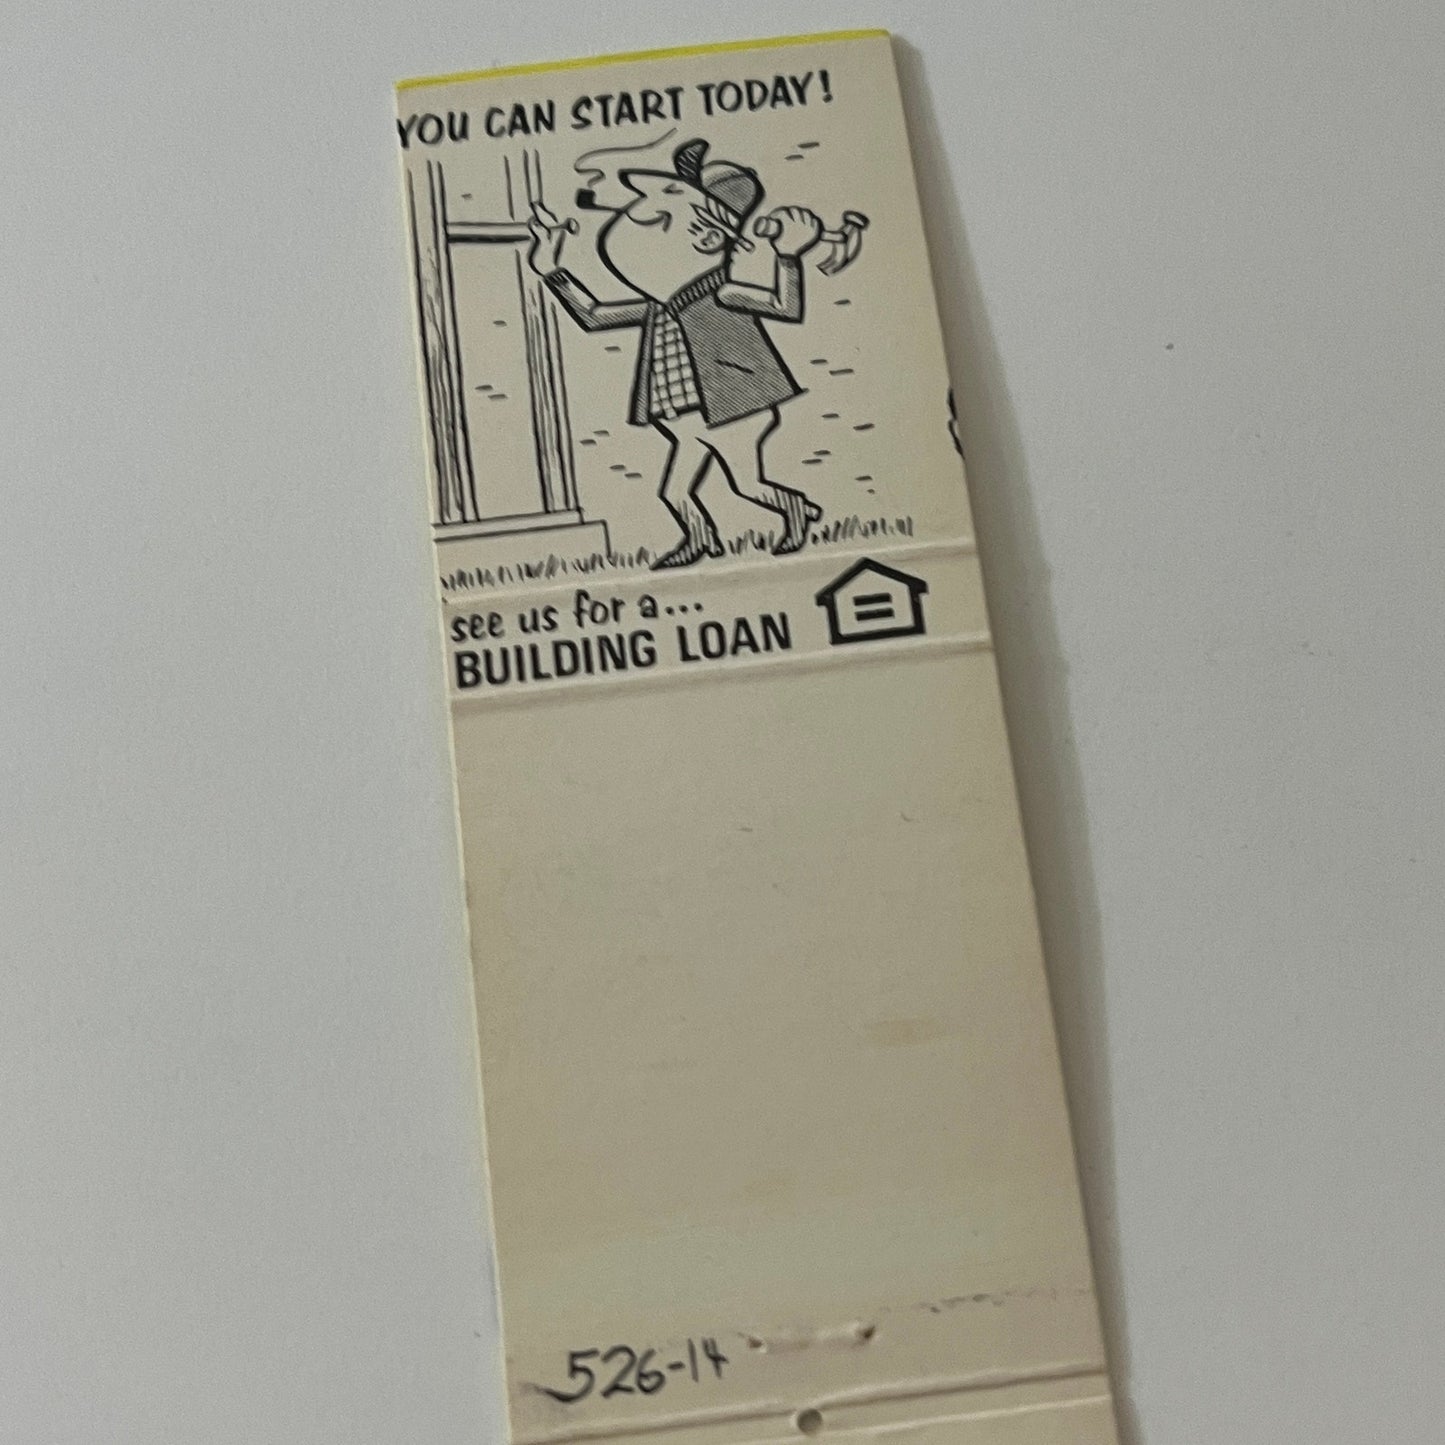 YOU CAN START TODAY!
see us for a...
BUILDING LOAN
526-14